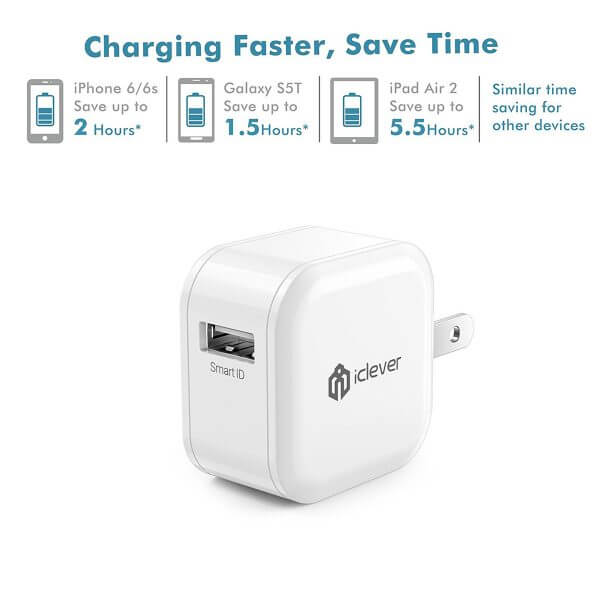 Charging Faster, Save Time
iPhone 6/6s
Save up to
2 Hours*
Galaxy S5T
Save up to
1.5Hours*
iPad Air 2
Save up to
5.5Hours*
Similar time
saving for
other devices
Smart ID
iclever